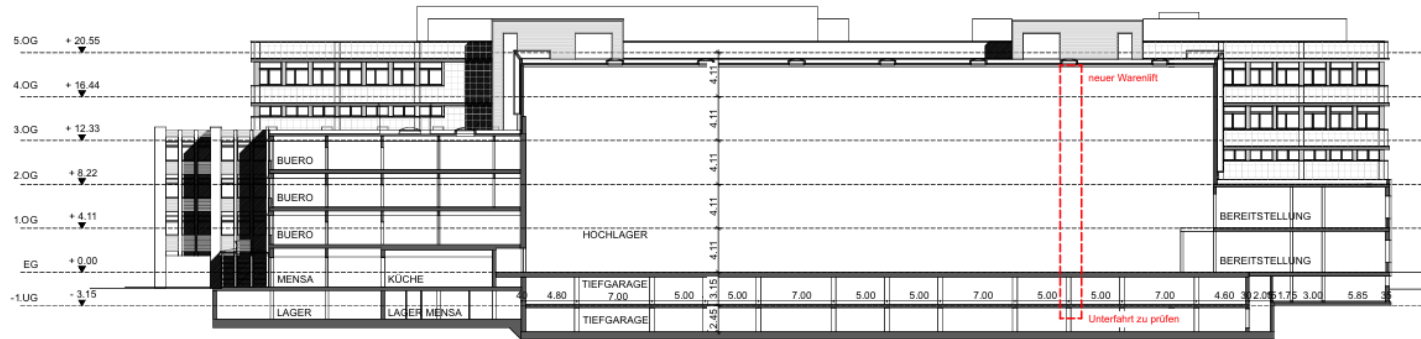 5.OG + 20.55
4.11
neuer Warenlift
4.OG + 16.44
4.11
3.OG + 12.33
4.11
BUERO
2.OG + 8.22
BUERO
4.11
BEREITSTELLUNG
1.OG + 4.11
BUERO
HOCHLAGER
4.11
BEREITSTELLUNG
EG + 0.00
MENSA KÜCHE
TIEFGARAGE
3.15
-1.UG - 3.15
40 4.80 7.00 5.00 5.00 7.00 5.00 5.00 7.00 5.00 5.00 7.00 4.60 1.75 3.00 5.85
LAGER LAGER MENSA
TIEFGARAGE
2.45
Unterfahrt zu prüfen